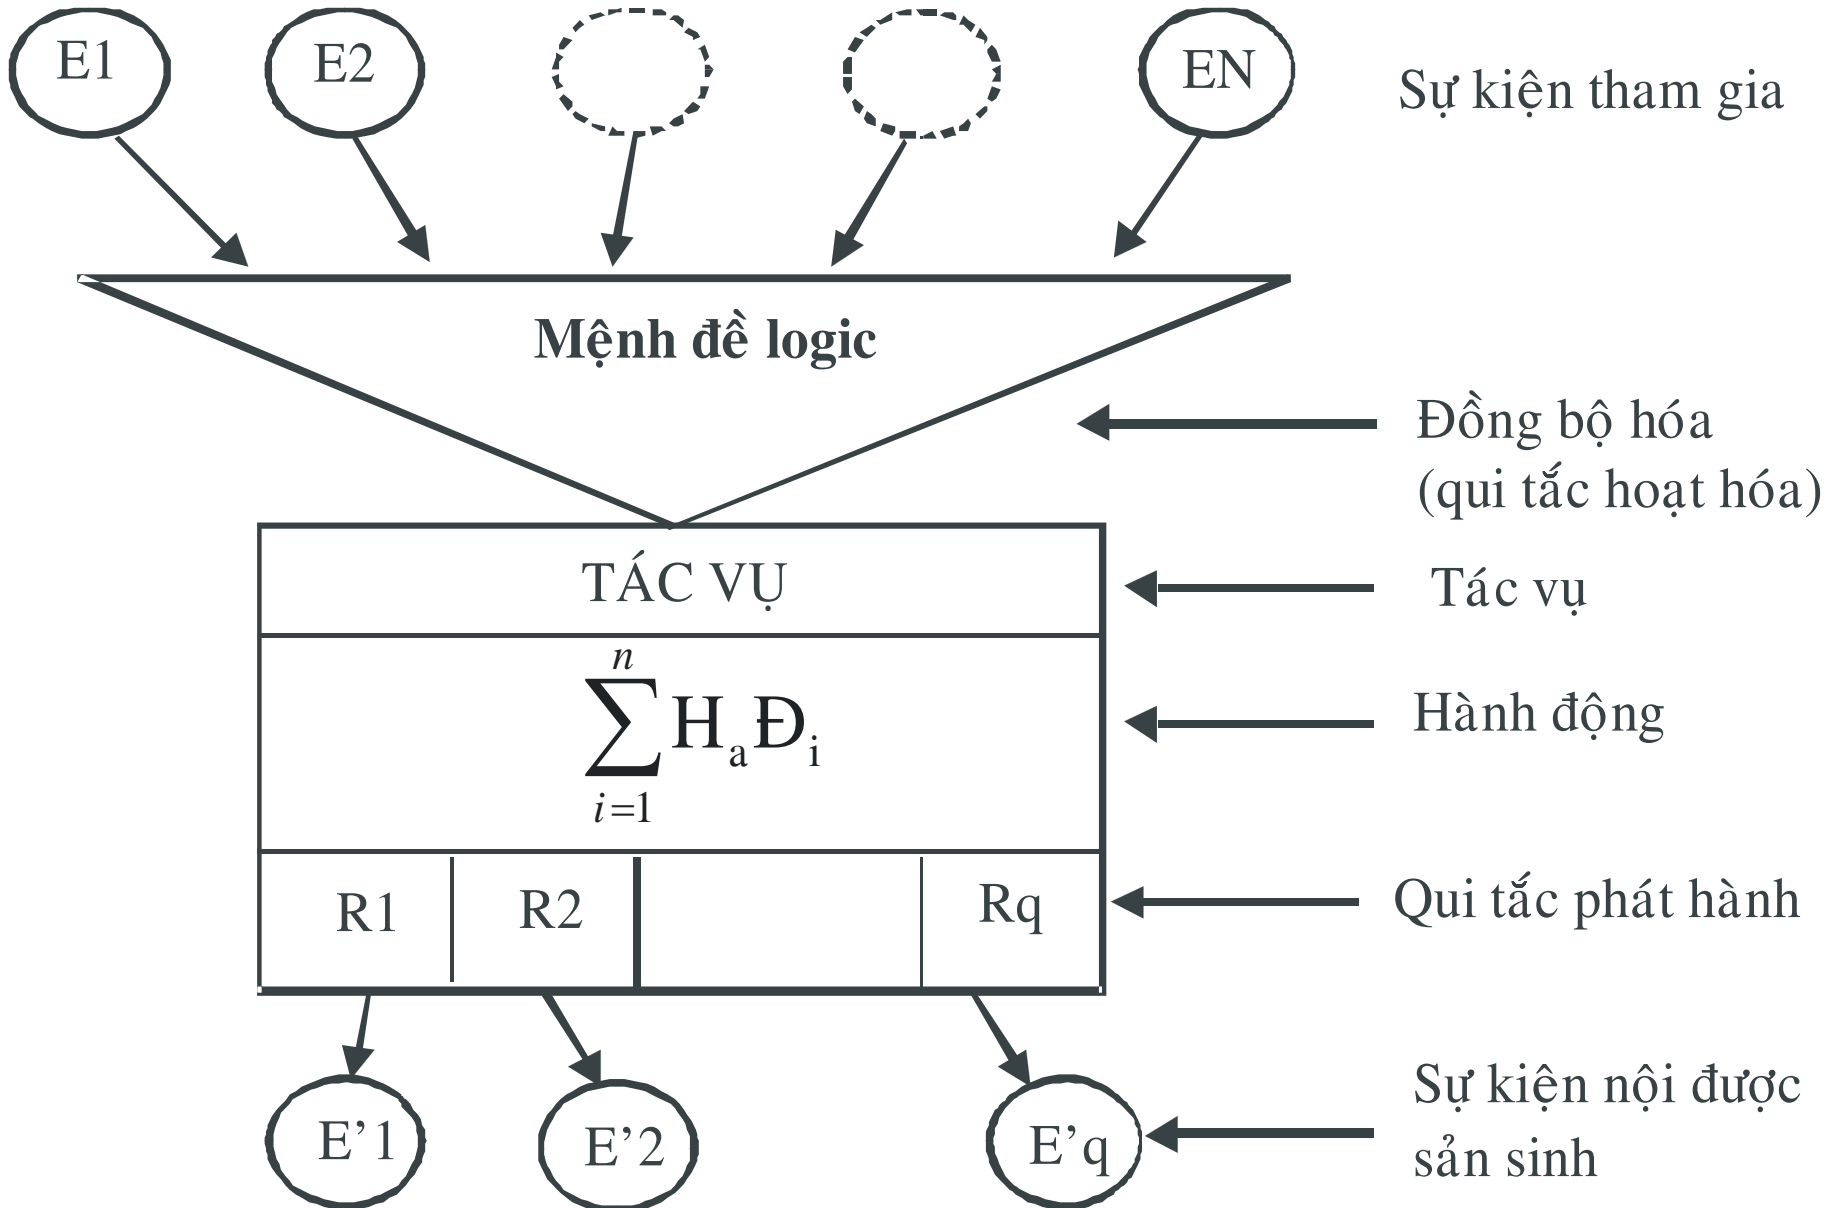 E1 E2 EN Sự kiện tham gia
Mệnh đề logic
Đồng bộ hóa
(qui tắc hoạt hóa)
TÁC VỤ Tác vụ
n
∑ HaĐi Hành động
i=1
R1 R2 Rq Qui tắc phát hành
E’1 E’2 E’q Sự kiện nội được
sản sinh